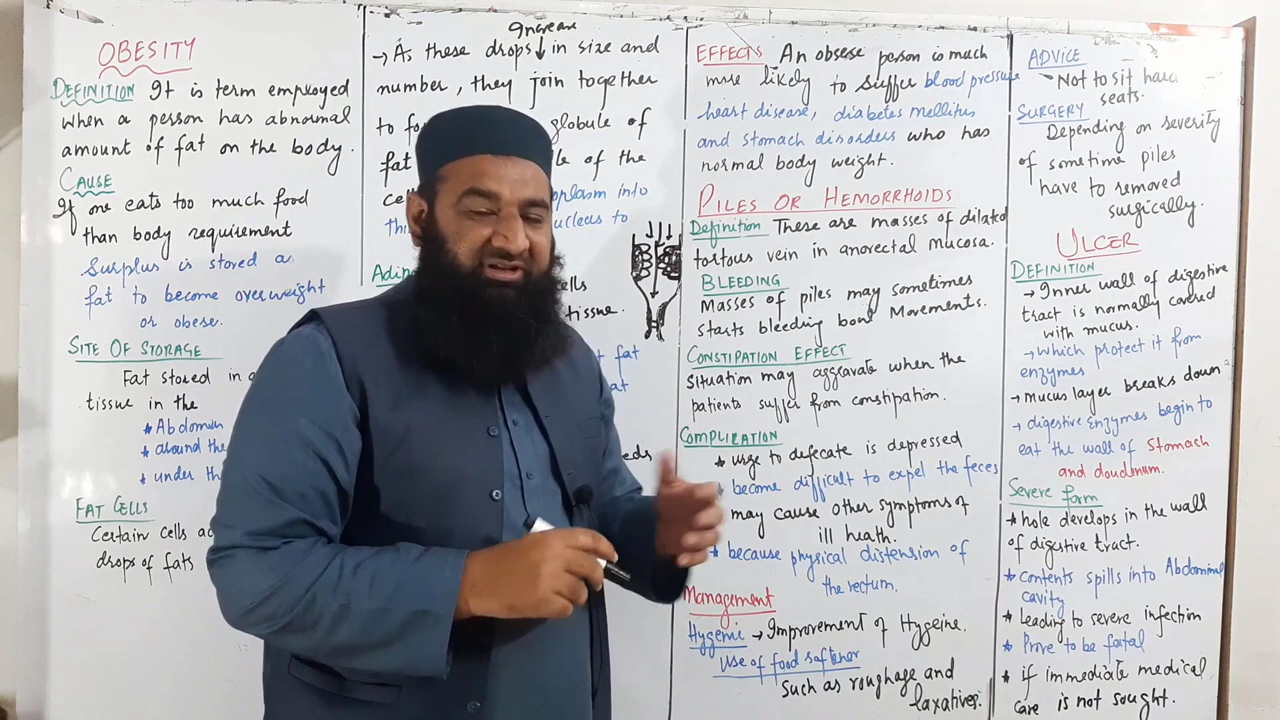 OBESITY
DEFINITION It is term employed
when a person has abnormal
amount of fat on the body.
CAUSE
If one eats too much food
than body requirement
Surplus is stored as
fat to become overweight
or obese.
SITE OF STORAGE
Fat stored in
tissue in the
★ Abdomen
★ around the
★ under th
FAT CELLS
Certain cells ac
drops of fats
Increase
→ As these drops in size and
number, they join together
to fo globule of
fat le of the
cel oplasm into
thi nucleus to
Adip ells
tissue.
fat
at
eeds
EFFECTS An obsese person is much
more likely to suffer blood pressure
heart disease, diabetes mellitus
and stomach disorders who has
normal body weight.
PILES OR HEMORRHOIDS
Definition These are masses of dilated
tortous vein in anorectal mucosa.
BLEEDING
Masses of piles may sometimes
starts bleeding bowl Movements.
CONSTIPATION EFFECT
Situation may aggravate when the
patients suffer from constipation.
COMPLICATION
★ urge to defecate is depressed
★ become difficult to expel the feces
may cause other symptoms of
ill heath.
★ because physical distension of
the rectum.
Management
Hygenic → Improvement of Hygeine.
Use of food softener
Such as roughage and
laxatives.
ADVICE
Not to sit hard
seats.
SURGERY
Depending on severity
of sometime piles
have to removed
surgically.
ULCER
DEFINITION
→ Inner wall of digestive
tract is normally covered
with mucus.
→ which protect it from
enzymes
→ mucus layer breaks down
→ digestive enzymes begin to
eat the wall of Stomach
and doudenum.
Severe form
★ hole develops in the wall
of digestive tract.
★ contents spills into Abdominal
cavity
★ leading to severe infection
★ Prove to be fatal
★ if immediate medical
care is not sought.